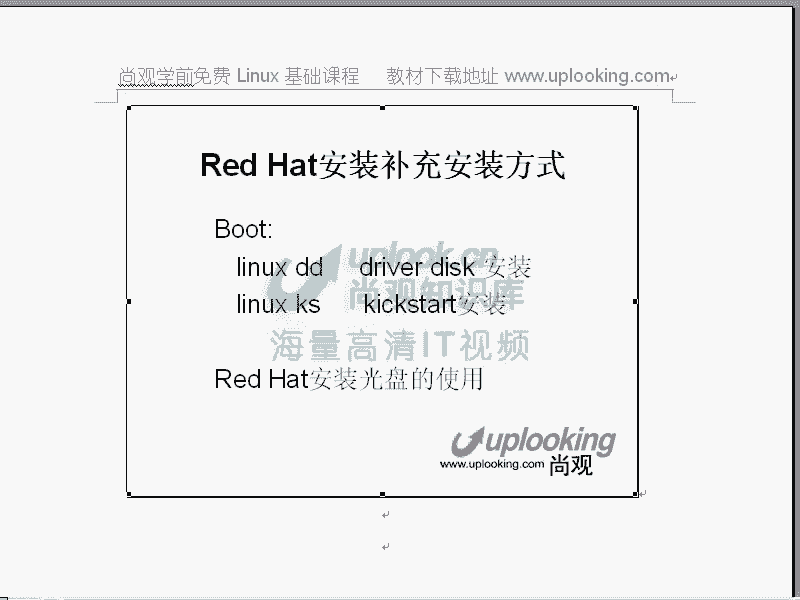 尚观学前免费 Linux 基础课程 教材下载地址 www.uplooking.com
Red Hat安装补充安装方式
Boot:
linux dd driver disk 安装
linux ks kickstart安装
uplook.cn
尚观知识库
海量高清IT视频
Red Hat安装光盘的使用
uplooking
www.uplooking.com 尚观